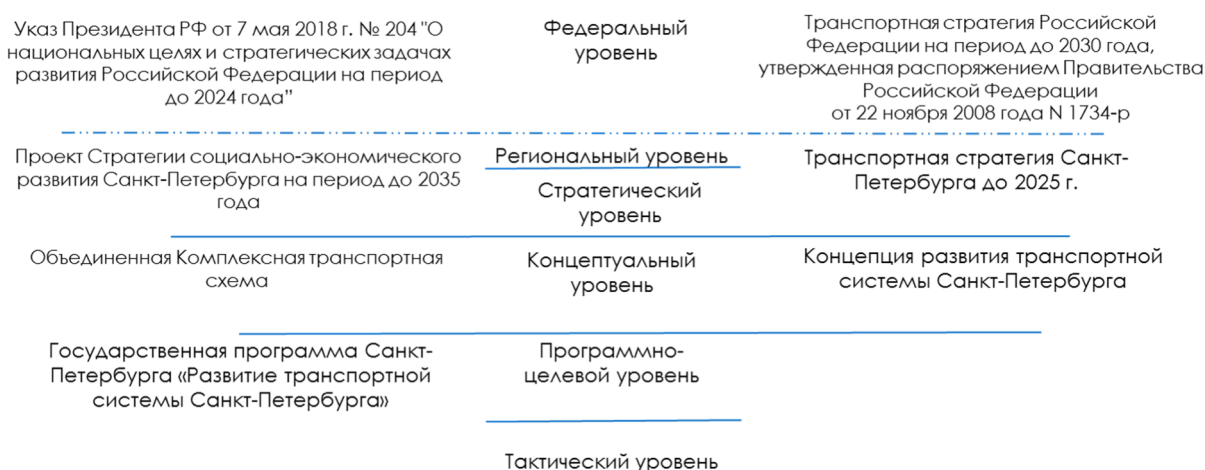 Указ Президента РФ от 7 мая 2018 г. № 204 "О
национальных целях и стратегических задачах
развития Российской Федерации на период
до 2024 года”
Федеральный
уровень
Транспортная стратегия Российской
Федерации на период до 2030 года,
утвержденная распоряжением Правительства
Российской Федерации
от 22 ноября 2008 года N 1734-р
Проект Стратегии социально-экономического
развития Санкт-Петербурга на период до 2035
года
Региональный уровень
Стратегический
уровень
Транспортная стратегия Санкт-
Петербурга до 2025 г.
Объединенная Комплексная транспортная
схема
Концептуальный
уровень
Концепция развития транспортной
системы Санкт-Петербурга
Государственная программа Санкт-
Петербурга «Развитие транспортной
системы Санкт-Петербурга»
Программно-
целевой уровень
Тактический уровень